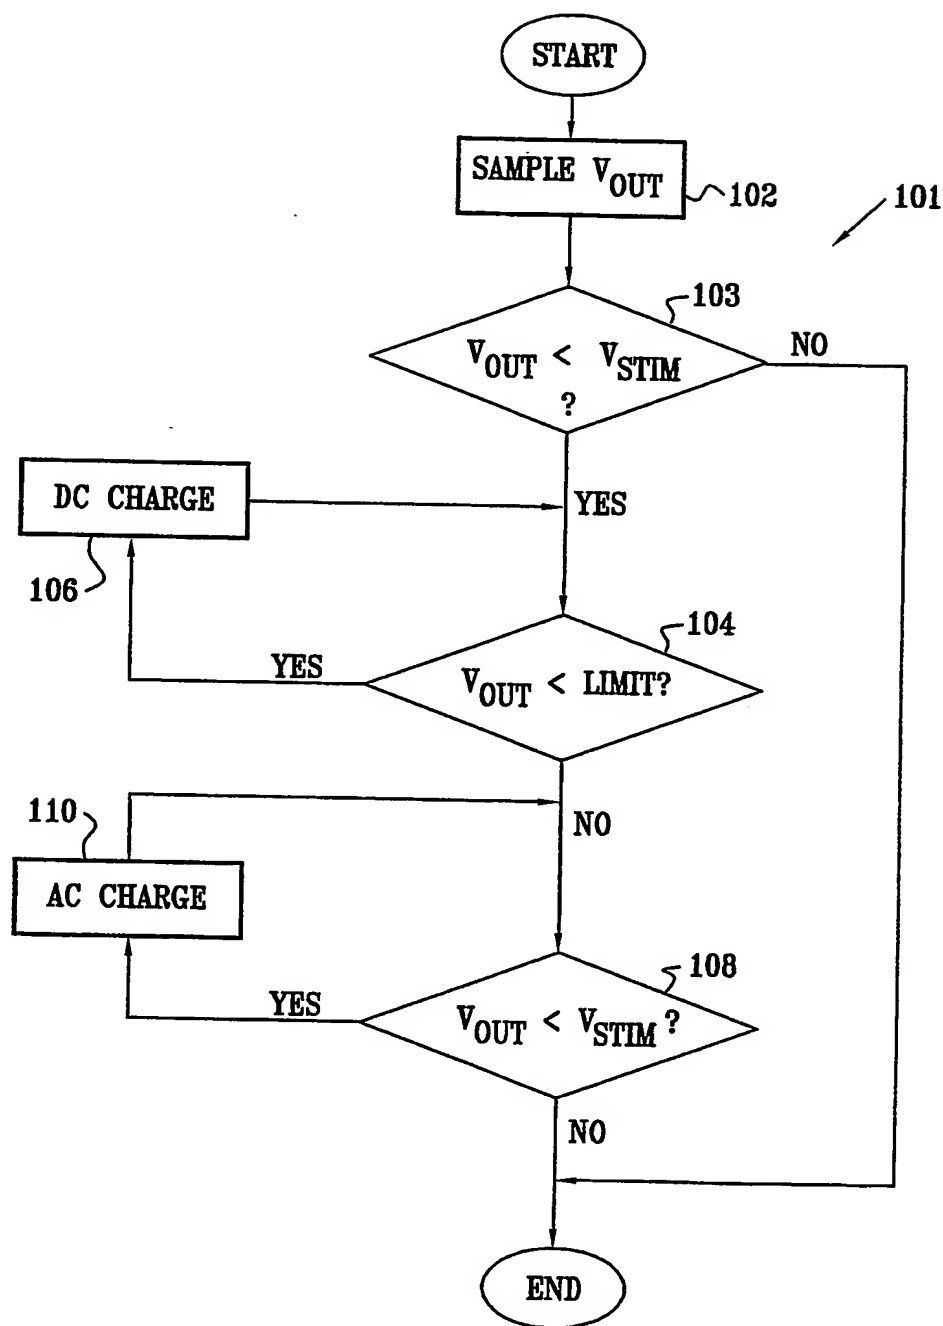 START
SAMPLE V_OUT
102
101
103
V_OUT < V_STIM
?
NO
DC CHARGE
YES
106
104
YES
V_OUT < LIMIT?
110
NO
AC CHARGE
108
YES
V_OUT < V_STIM ?
NO
END